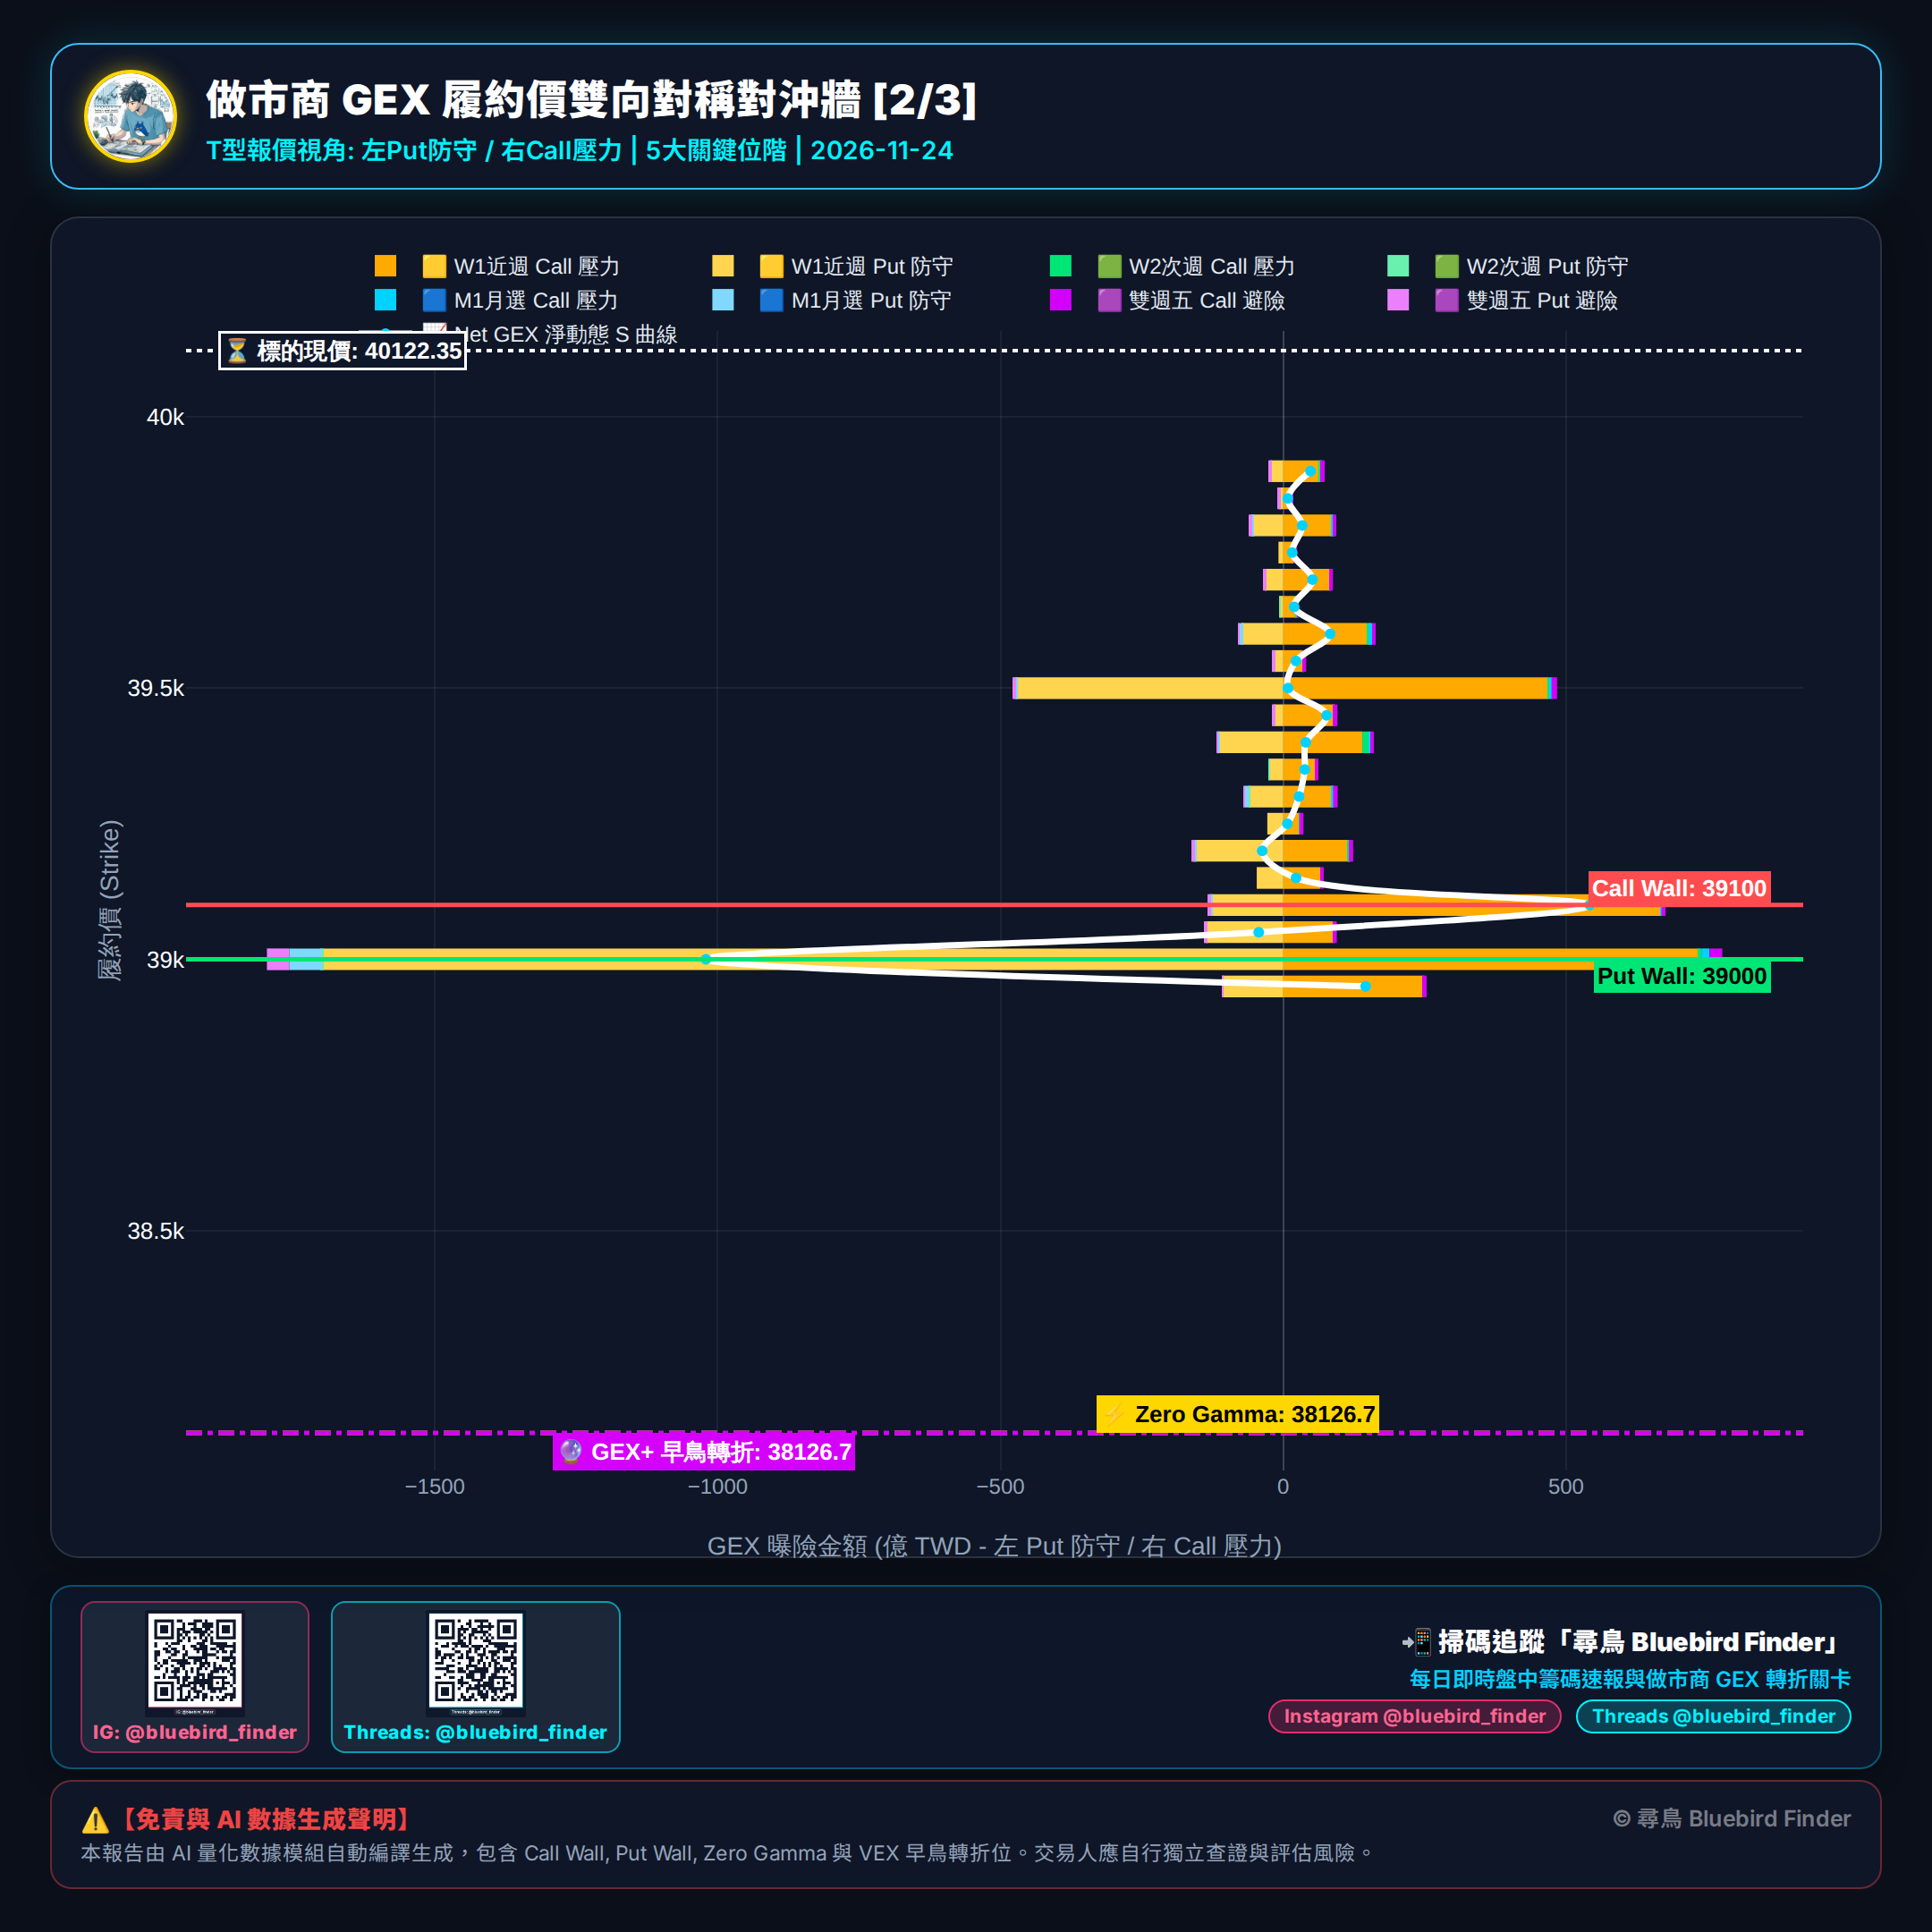 做市商 GEX 履約價雙向對稱對沖牆 [2/3]
T型報價視角: 左Put防守 / 右Call壓力 | 5大關鍵位階 | 2026-11-24
W1近週 Call 壓力
W1近週 Put 防守
W2次週 Call 壓力
W2次週 Put 防守
M1月選 Call 壓力
M1月選 Put 防守
雙週五 Call 避險
雙週五 Put 避險
Net GEX 淨動態 S 曲線
⏳ 標的現價: 40122.35
40k
39.5k
39k
38.5k
履約價 (Strike)
Call Wall: 39100
Put Wall: 39000
⚡ Zero Gamma: 38126.7
🔮 GEX+ 早鳥轉折: 38126.7
−1500
−1000
−500
0
500
GEX 曝險金額 (億 TWD - 左 Put 防守 / 右 Call 壓力)
IG: @bluebird_finder
Threads: @bluebird_finder
IG: @bluebird_finder
Threads: @bluebird_finder
📲 掃碼追蹤「尋鳥 Bluebird Finder」
每日即時盤中籌碼速報與做市商 GEX 轉折關卡
Instagram @bluebird_finder
Threads @bluebird_finder
⚠️【免責與 AI 數據生成聲明】
© 尋鳥 Bluebird Finder
本報告由 AI 量化數據模組自動編譯生成，包含 Call Wall, Put Wall, Zero Gamma 與 VEX 早鳥轉折位。交易人應自行獨立查證與評估風險。